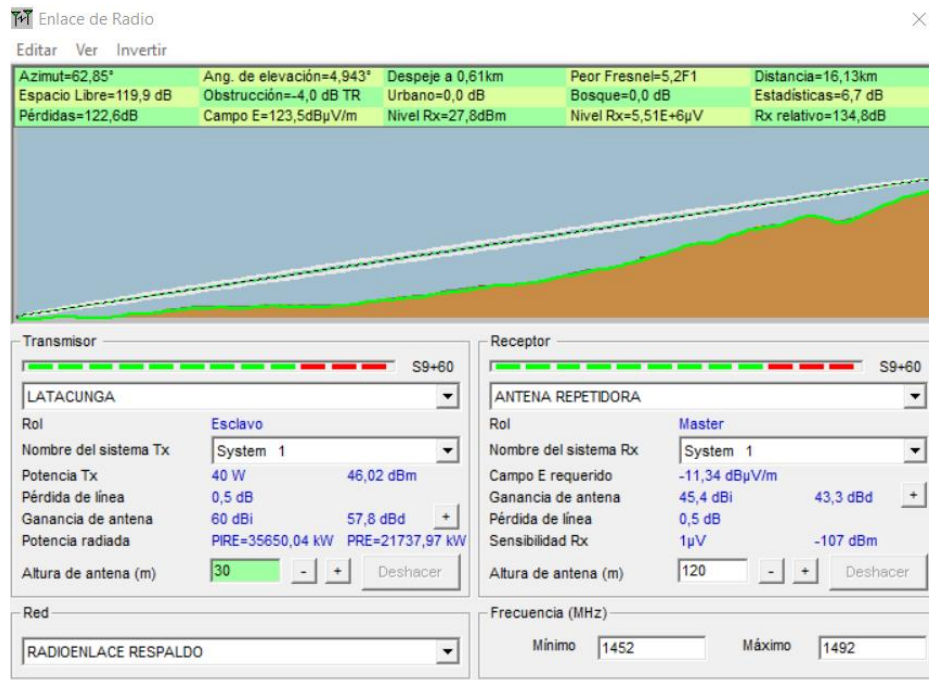 Enlace de Radio
Editar Ver Invertir
Azimut=62,85° Ang. de elevación=4,943° Despeje a 0,61km Peor Fresnel=5,2F1 Distancia=16,13km
Espacio Libre=119,9 dB Obstrucción=-4,0 dB TR Urbano=0,0 dB Bosque=0,0 dB Estadísticas=6,7 dB
Pérdidas=122,6dB Campo E=123,5dBµV/m Nivel Rx=27,8dBm Nivel Rx=5,51E+6µV Rx relativo=134,8dB
Transmisor
S9+60
LATACUNGA
Rol Esclavo
Nombre del sistema Tx System 1
Potencia Tx 40 W 46,02 dBm
Pérdida de línea 0,5 dB
Ganancia de antena 60 dBi 57,8 dBd +
Potencia radiada PIRE=35650,04 kW PRE=21737,97 kW
Altura de antena (m) 30 - + Deshacer
Receptor
S9+60
ANTENA REPETIDORA
Rol Master
Nombre del sistema Rx System 1
Campo E requerido -11,34 dBµV/m
Ganancia de antena 45,4 dBi 43,3 dBd +
Pérdida de línea 0,5 dB
Sensibilidad Rx 1µV -107 dBm
Altura de antena (m) 120 - + Deshacer
Red
RADIOENLACE RESPALDO
Frecuencia (MHz)
Mínimo 1452 Máximo 1492